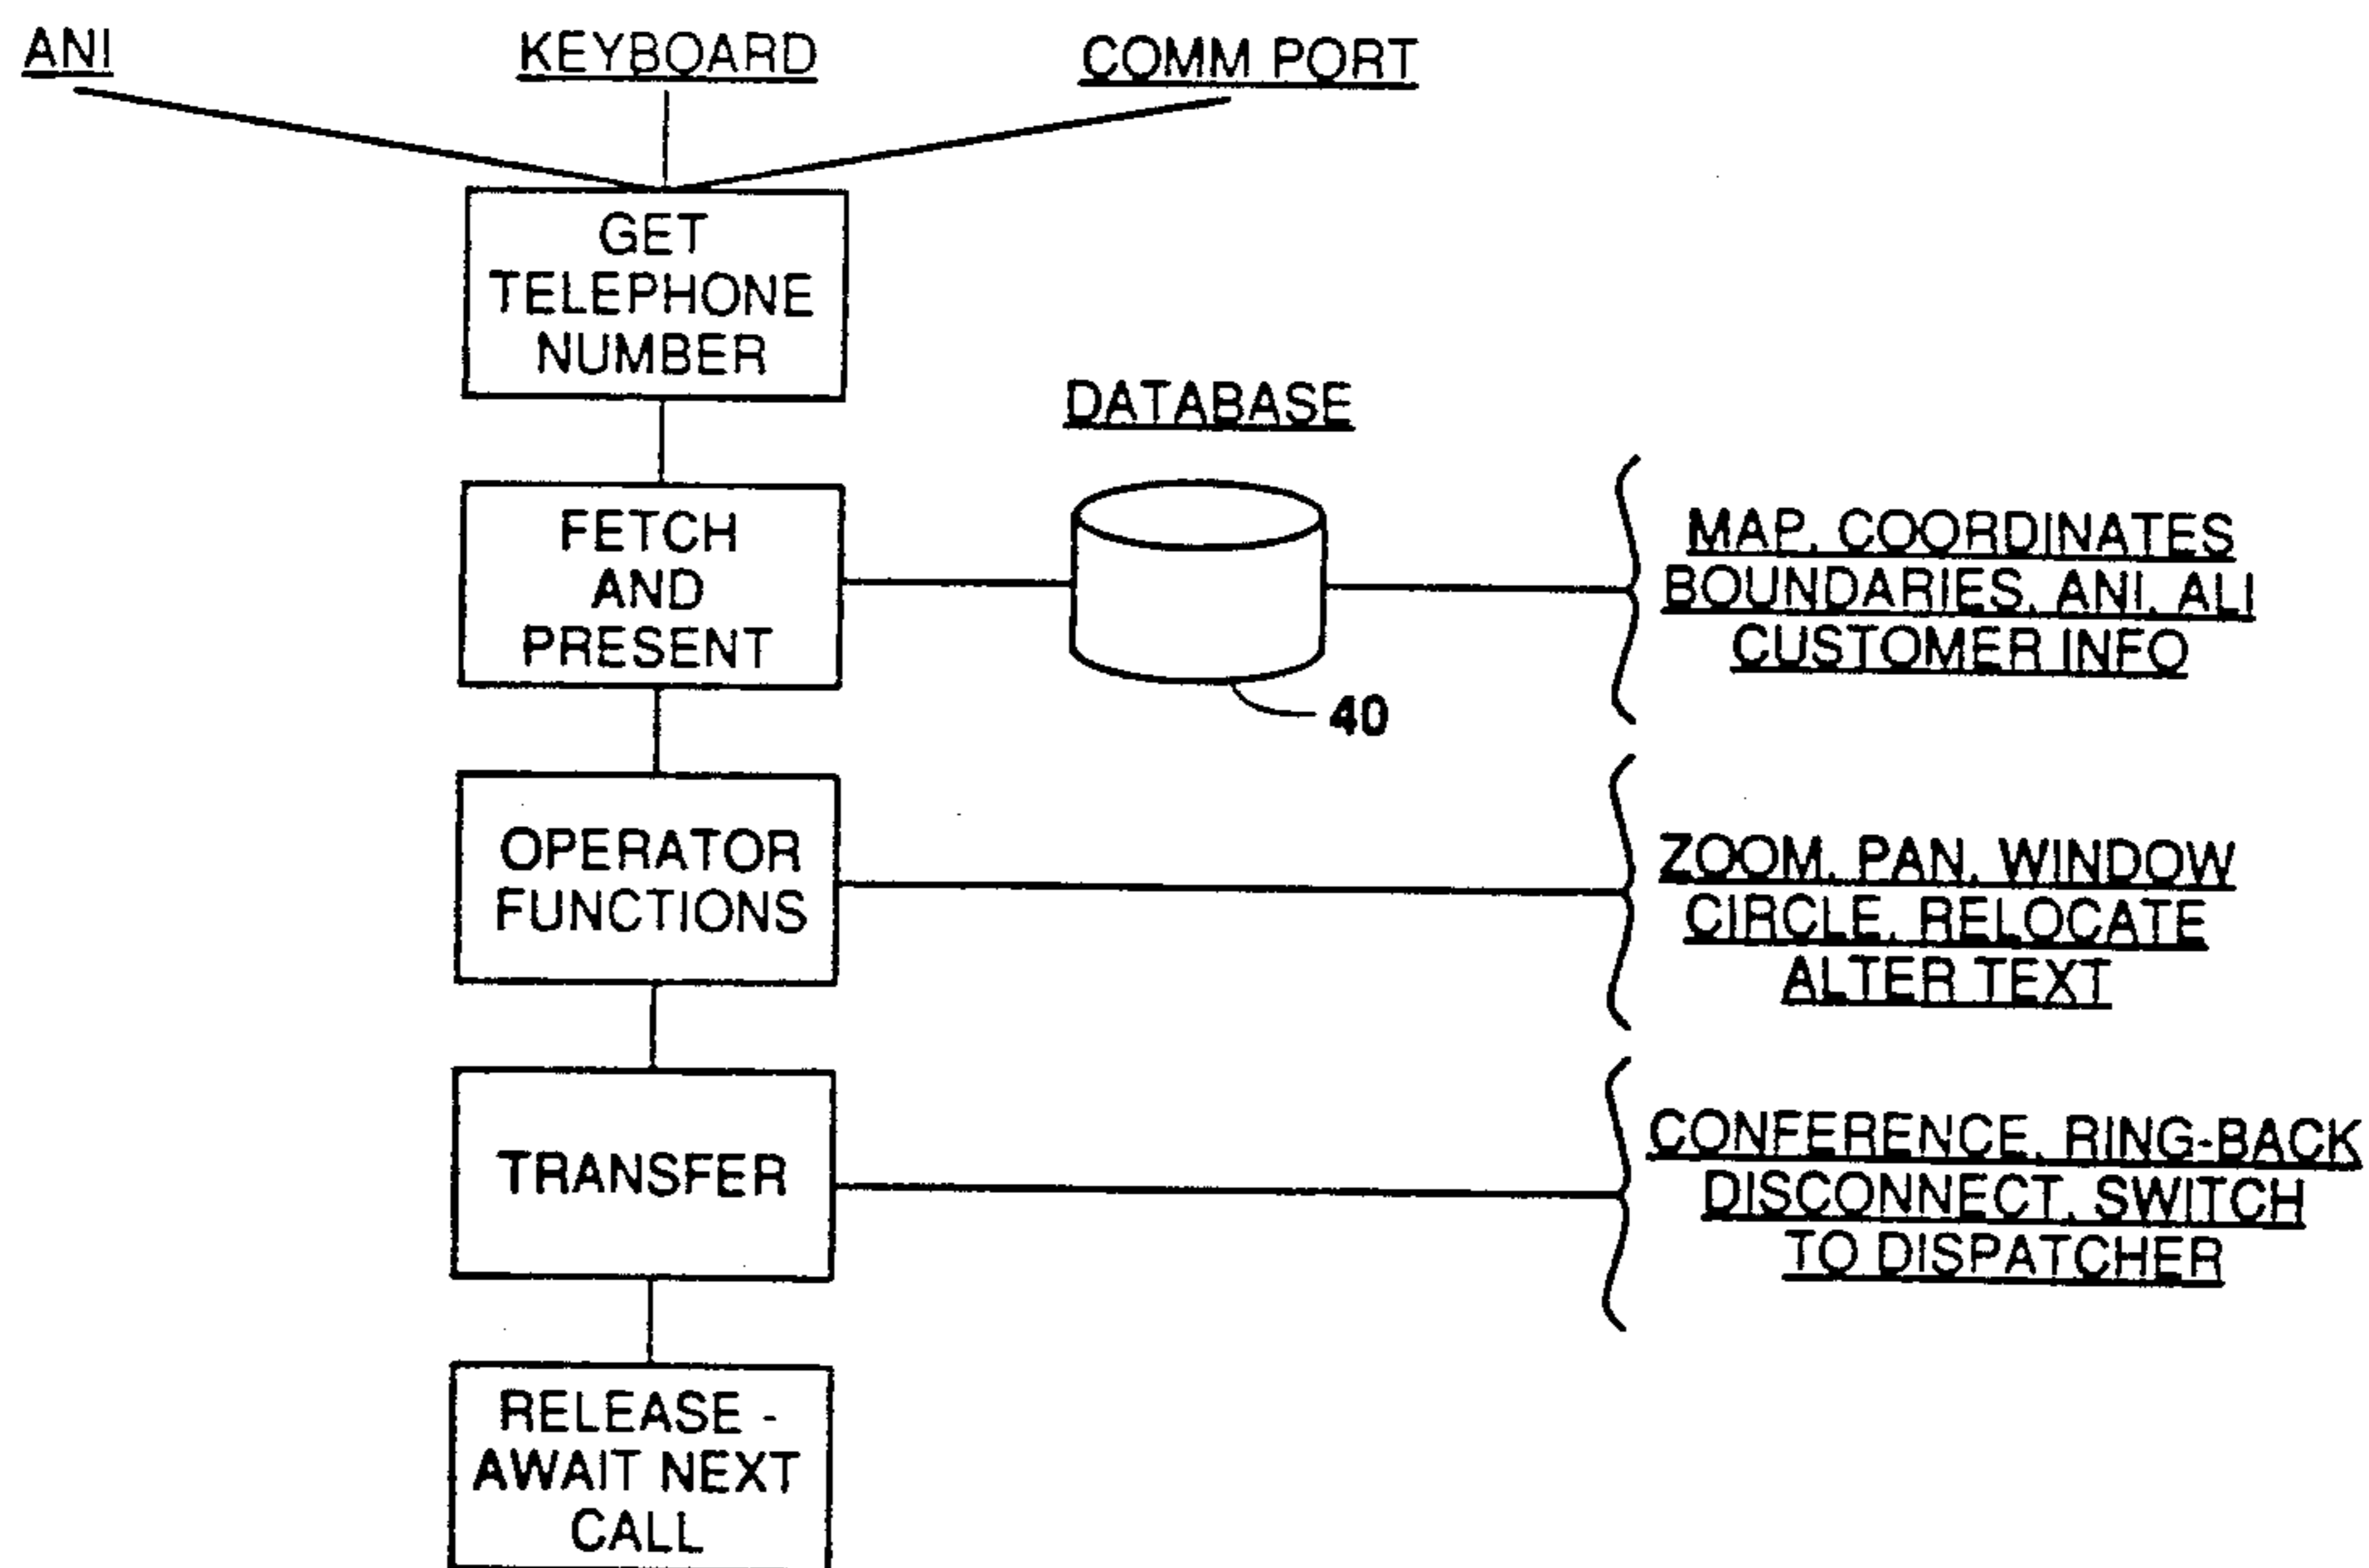 ANI
KEYBOARD
COMM PORT
GET
TELEPHONE
NUMBER
DATABASE
FETCH
AND
PRESENT
40
MAP, COORDINATES
BOUNDARIES, ANI, ALI
CUSTOMER INFO
OPERATOR
FUNCTIONS
ZOOM, PAN, WINDOW
CIRCLE, RELOCATE
ALTER TEXT
TRANSFER
CONFERENCE, RING-BACK
DISCONNECT, SWITCH
TO DISPATCHER
RELEASE -
AWAIT NEXT
CALL